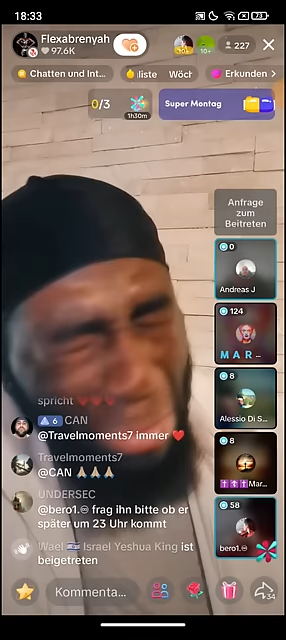 18:33
73
Flexabrenyah
97.6K
10+
227
Chatten und Int...
liste
Wöch
Erkunden >
0/3
1h30m
Super Montag
Anfrage
zum
Beitreten
0
Andreas J
124
M A R ...
8
Alessio Di S...
8
✝️✝️✝️Mar...
58
bero1.♾
spricht ❤️❤️❤️
6 CAN
@Travelmoments7 immer ❤️
Travelmoments7
@CAN 🙏🙏🙏
UNDERSEC
@bero1.♾ frag ihn bitte ob er
später um 23 Uhr kommt
Wael 🇮🇱 Israel Yeshua King ist
beigetreten
Kommenta...
34